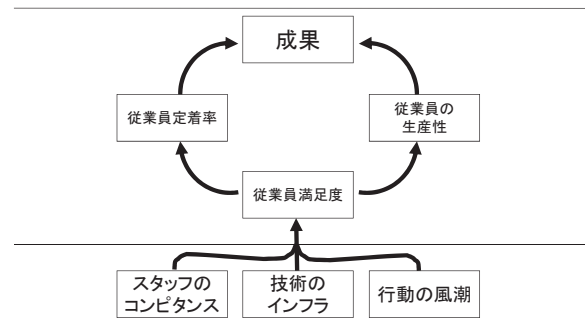 成果
従業員定着率
従業員の
生産性
従業員満足度
スタッフの
コンピタンス
技術の
インフラ
行動の風潮